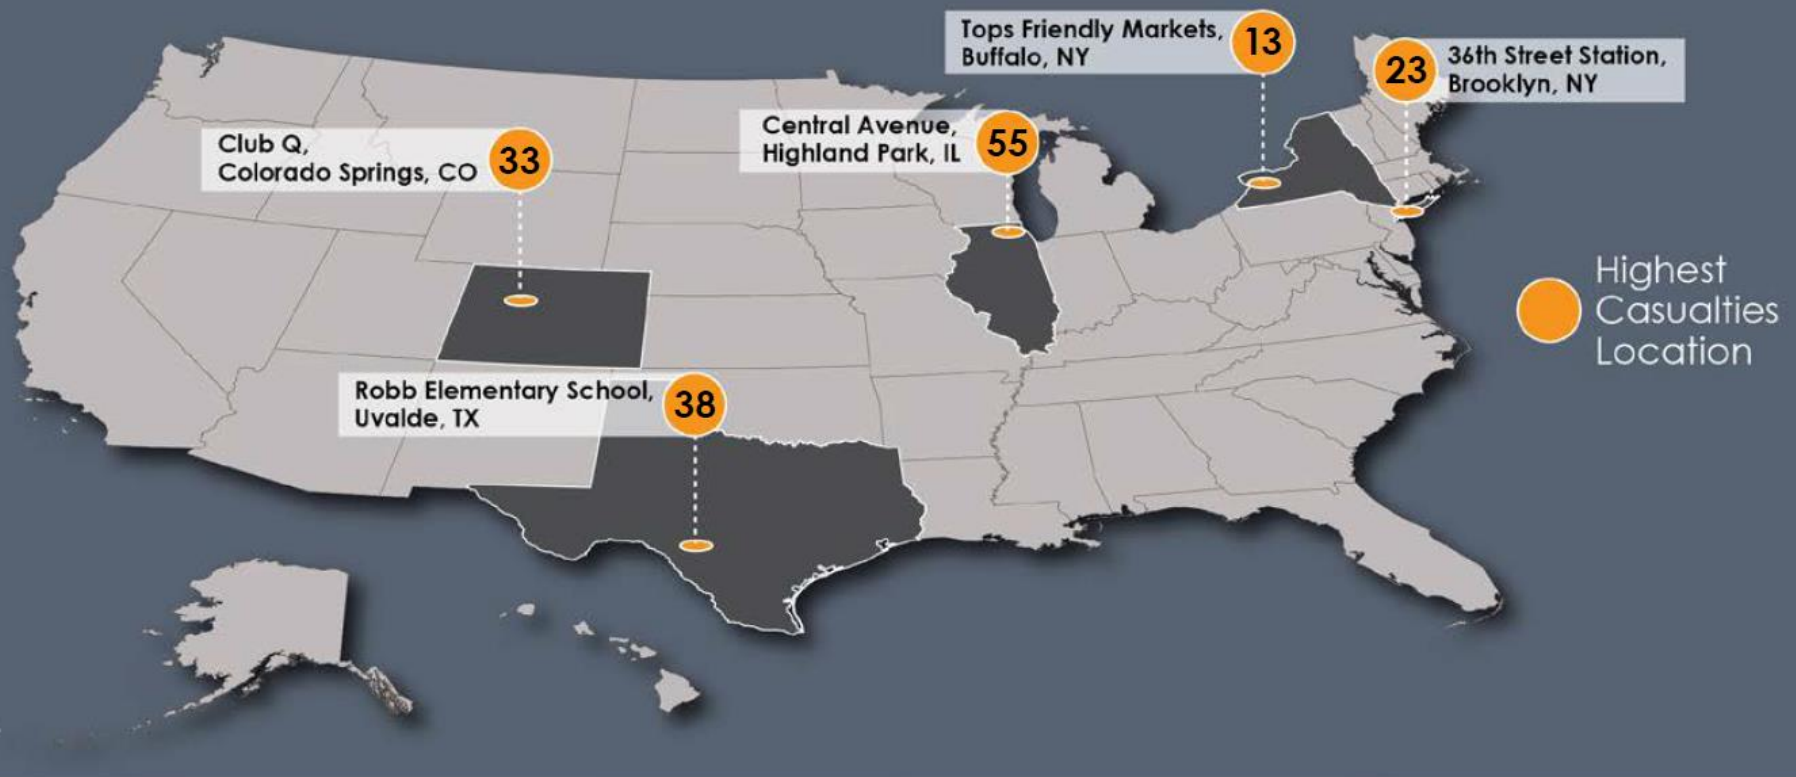 Tops Friendly Markets,
Buffalo, NY
13
23
36th Street Station,
Brooklyn, NY
Club Q,
Colorado Springs, CO
33
Central Avenue,
Highland Park, IL
55
Highest
Casualties
Location
Robb Elementary School,
Uvalde, TX
38